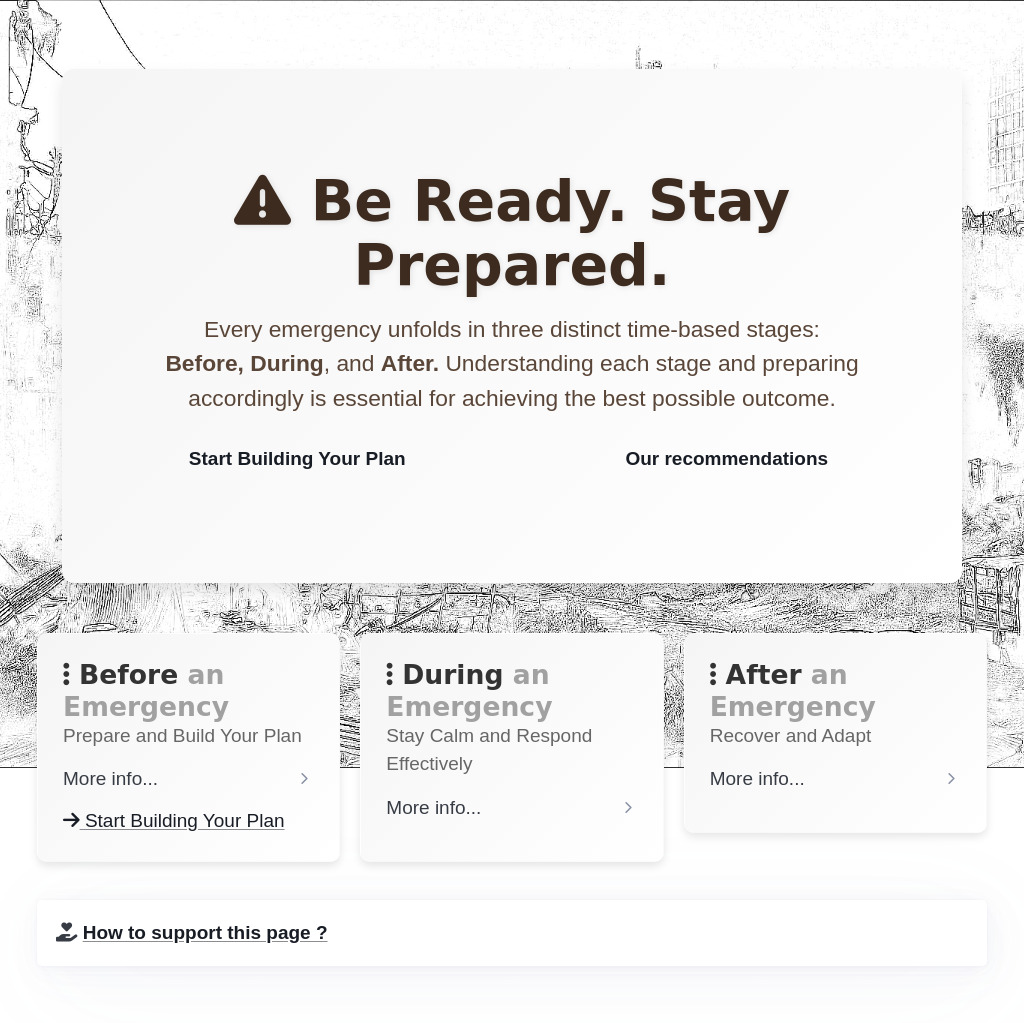 Be Ready. Stay
Prepared.
Every emergency unfolds in three distinct time-based stages:
Before, During, and After. Understanding each stage and preparing
accordingly is essential for achieving the best possible outcome.
Start Building Your Plan
Our recommendations
Before an
Emergency
Prepare and Build Your Plan
More info...
Start Building Your Plan
During an
Emergency
Stay Calm and Respond
Effectively
More info...
After an
Emergency
Recover and Adapt
More info...
How to support this page ?